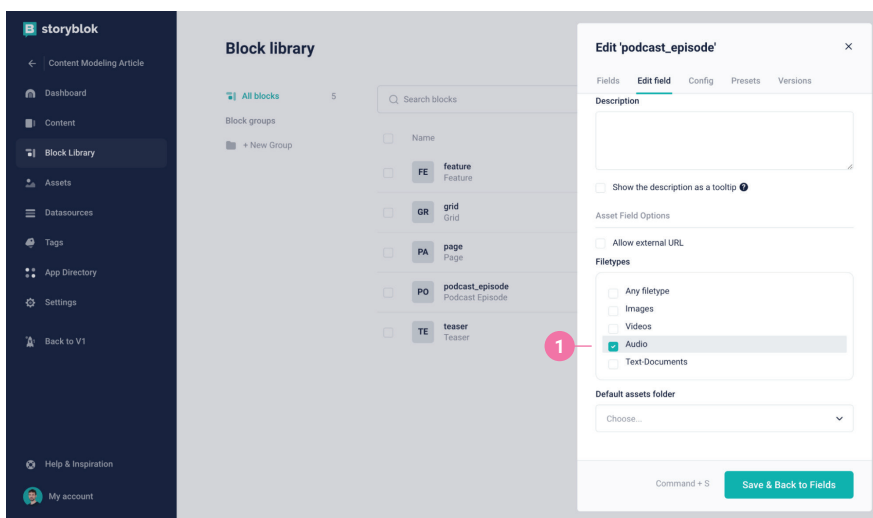 storyblok
Content Modeling Article
Dashboard
Content
Block Library
Assets
Datasources
Tags
App Directory
Settings
Back to V1
Help & Inspiration
My account
Block library
All blocks 5
Block groups
+ New Group
Search blocks
Name
FE
feature
Feature
GR
grid
Grid
PA
page
Page
PO
podcast_episode
Podcast Episode
TE
teaser
Teaser
Edit 'podcast_episode'
Fields Edit field Config Presets Versions
Description
Show the description as a tooltip ?
Asset Field Options
Allow external URL
Filetypes
Any filetype
Images
Videos
1
Audio
Text-Documents
Default assets folder
Choose...
Command + S Save & Back to Fields